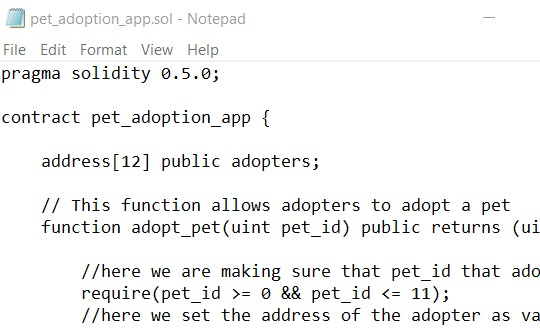 pet_adoption_app.sol - Notepad
File Edit Format View Help
pragma solidity 0.5.0;
contract pet_adoption_app {
address[12] public adopters;
// This function allows adopters to adopt a pet
function adopt_pet(uint pet_id) public returns (ui
//here we are making sure that pet_id that ado
require(pet_id >= 0 && pet_id <= 11);
//here we set the address of the adopter as va